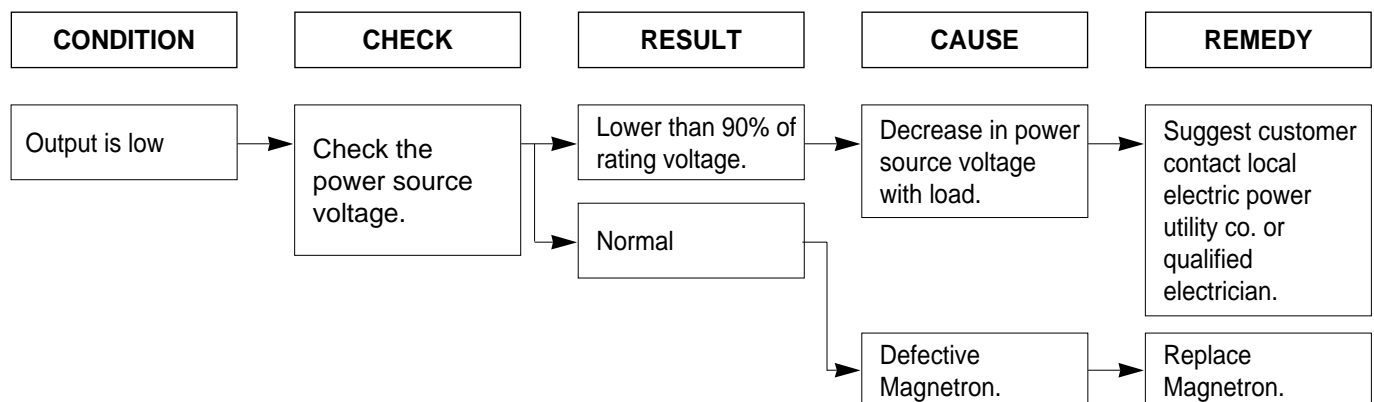 CONDITION
CHECK
RESULT
CAUSE
REMEDY
Output is low
Check the
power source
voltage.
Lower than 90% of
rating voltage.
Normal
Decrease in power
source voltage
with load.
Suggest customer
contact local
electric power
utility co. or
qualified
electrician.
Defective
Magnetron.
Replace
Magnetron.